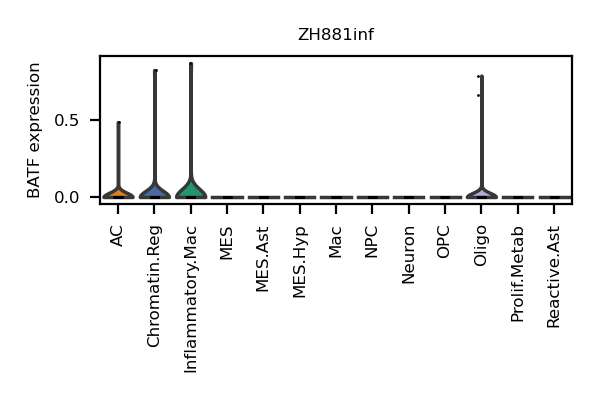 ZH881inf
BATF expression
0.5
0.0
AC
Chromatin.Reg
Inflammatory.Mac
MES
MES.Ast
MES.Hyp
Mac
NPC
Neuron
OPC
Oligo
Prolif.Metab
Reactive.Ast